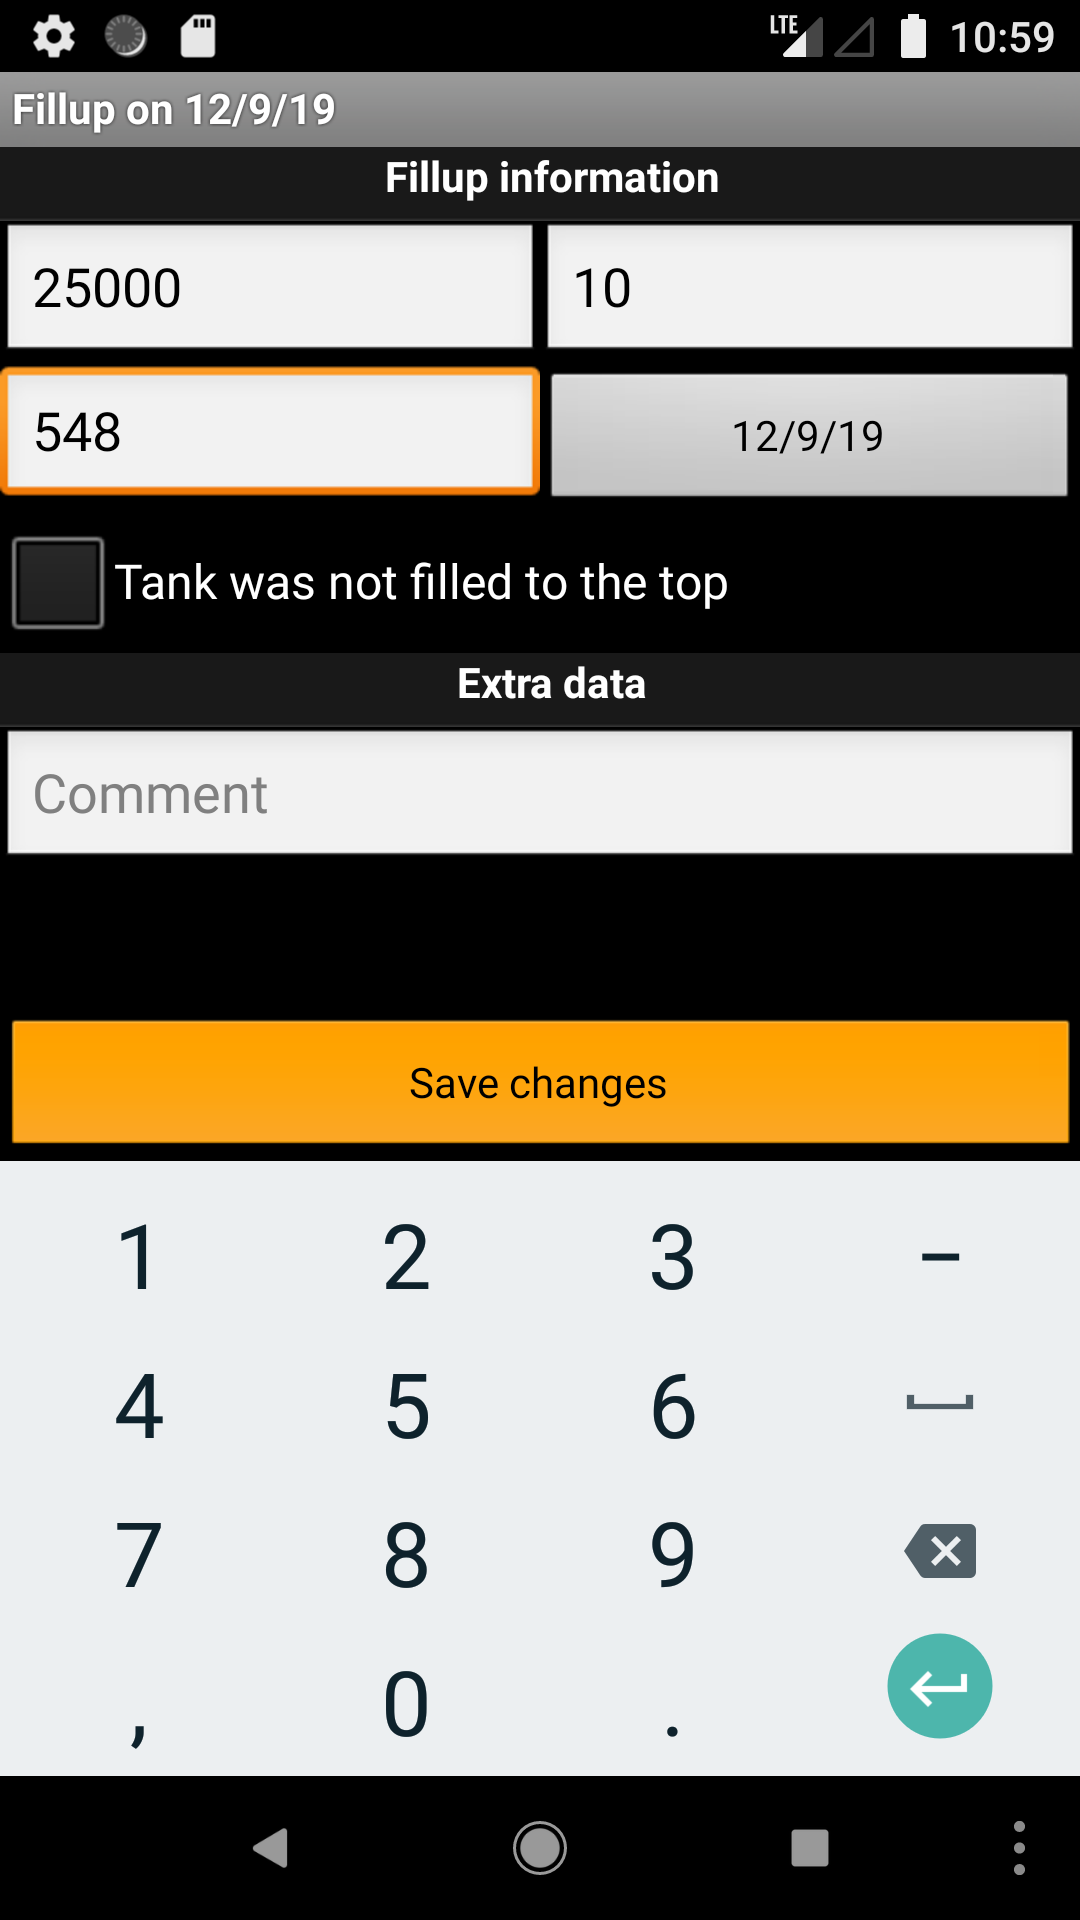 LTE 10:59
Fillup on 12/9/19
Fillup information
25000 10
548 12/9/19
Tank was not filled to the top
Extra data
Comment
Save changes
1 2 3 –
4 5 6
7 8 9
, 0 .